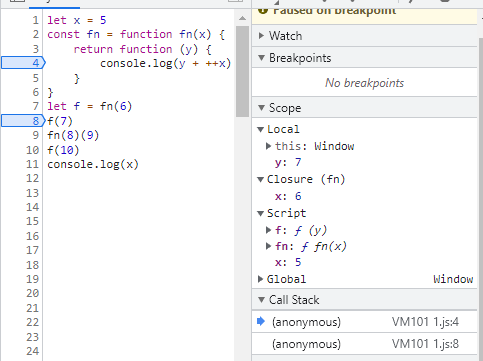 1 let x = 5
2 const fn = function fn(x) {
3     return function (y) {
4         console.log(y + ++x)
5     }
6 }
7 let f = fn(6)
8 f(7)
9 fn(8)(9)
10 f(10)
11 console.log(x)
12
13
14
15
16
17
18
19
20
21
22
23
24
Paused on breakpoint
Watch
Breakpoints
No breakpoints
Scope
Local
this: Window
y: 7
Closure (fn)
x: 6
Script
f: ƒ (y)
fn: ƒ fn(x)
x: 5
Global Window
Call Stack
(anonymous) VM101 1.js:4
(anonymous) VM101 1.js:8